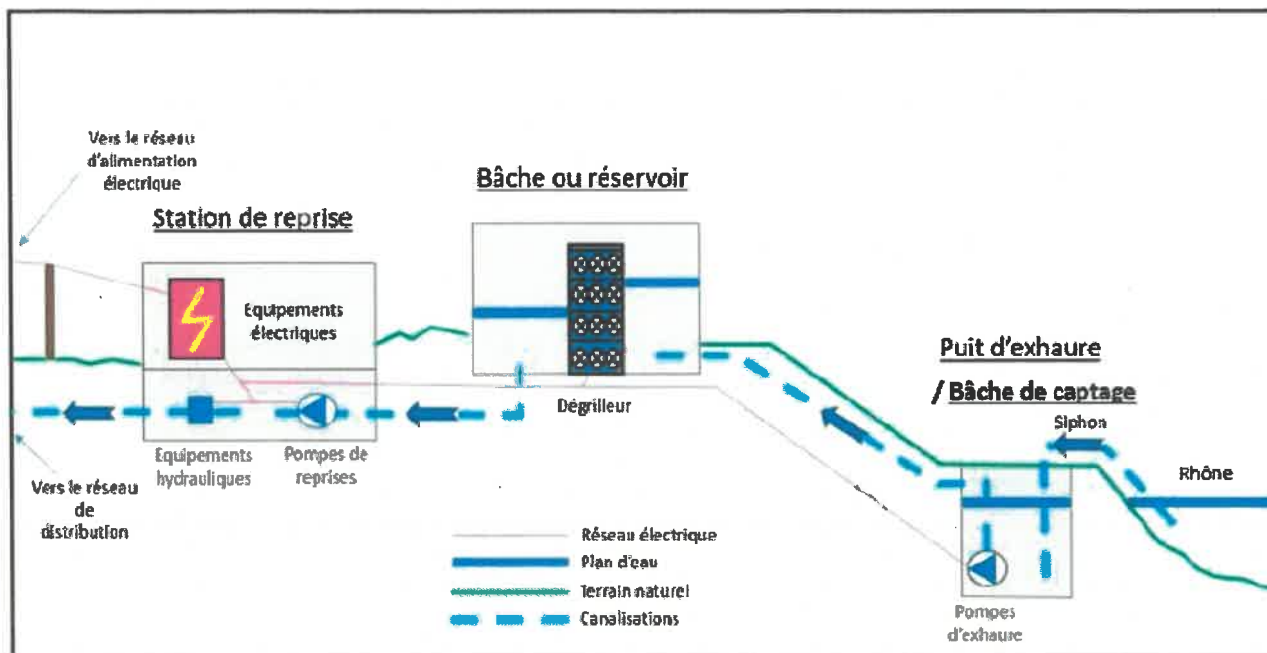 Vers le réseau
d'alimentation
électrique
Bâche ou réservoir
Station de reprise
Equipements
électriques
Puit d'exhaure
/ Bâche de captage
Siphon
Rhône
Dégrilleur
Equipements
hydrauliques
Pompes de
reprises
Vers le réseau
de
distribution
Réseau électrique
Plan d'eau
Terrain naturel
Canalisations
Pompes
d'exhaure